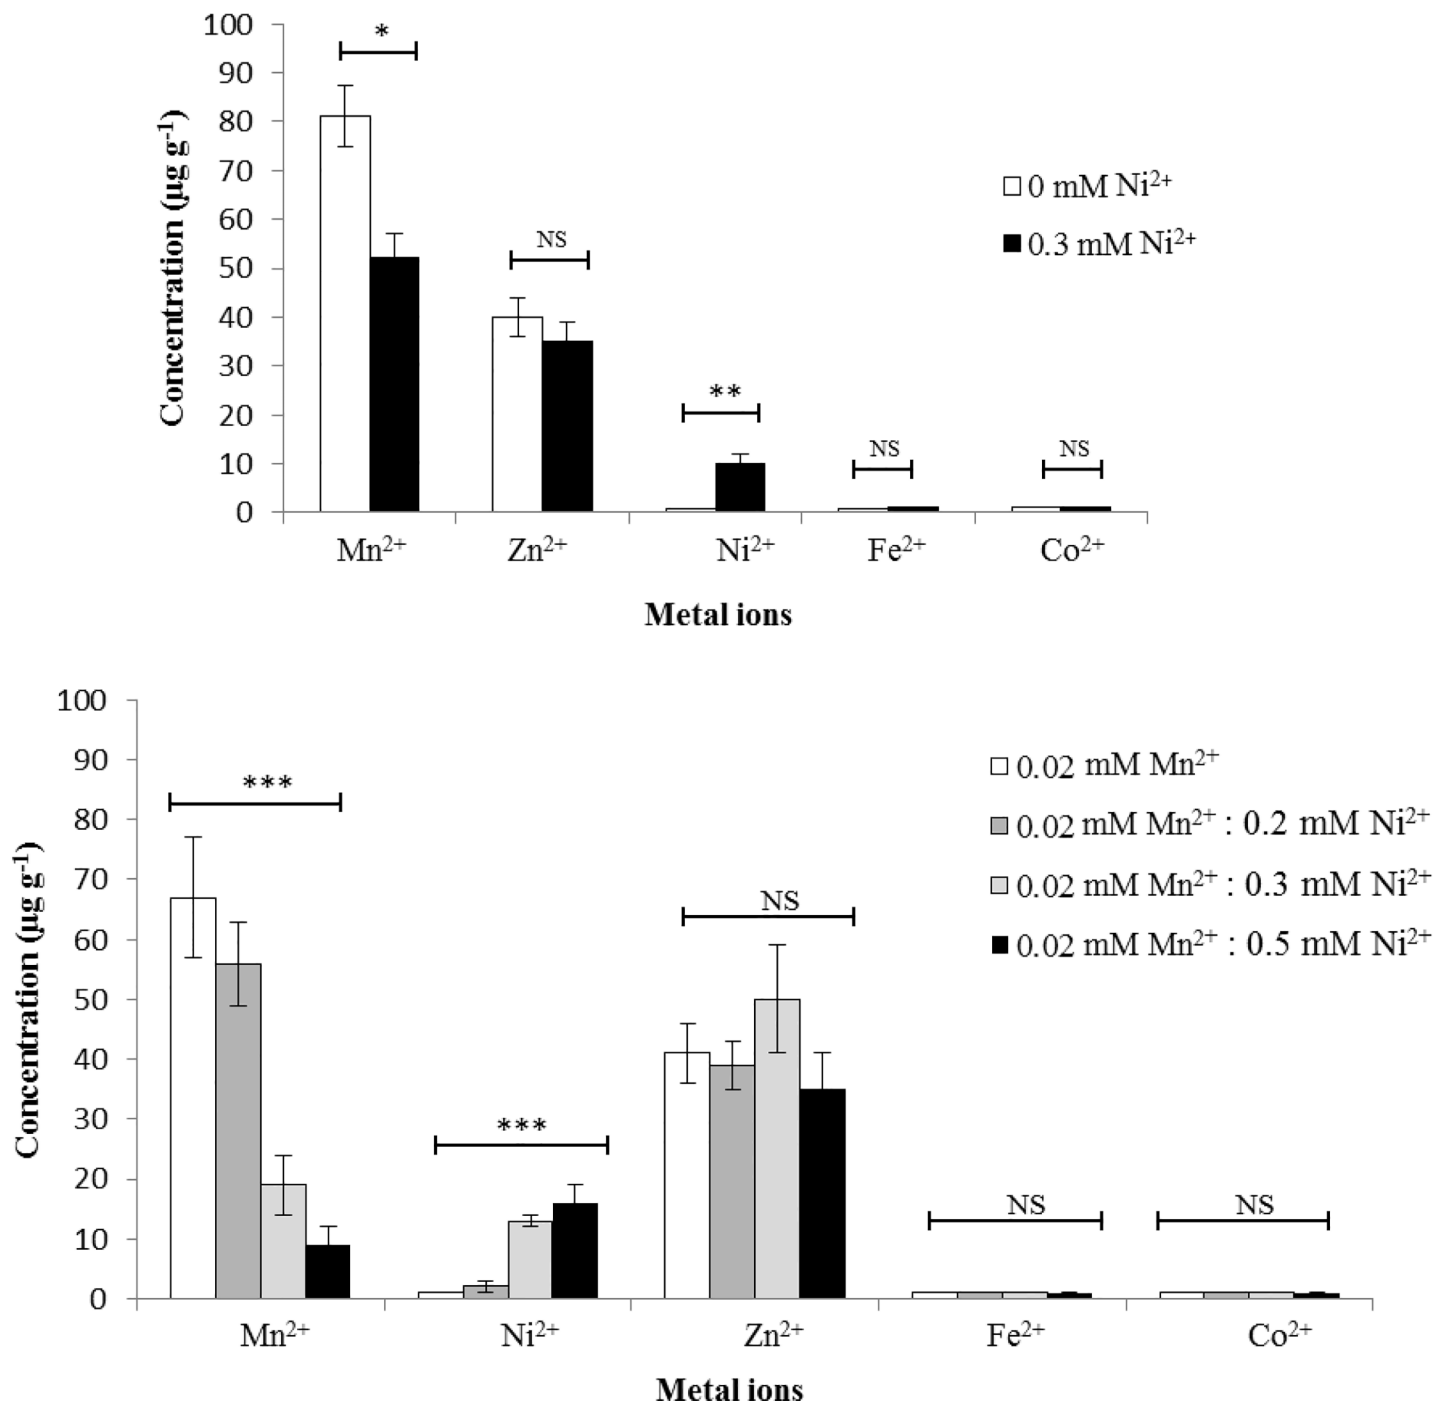 100
90
80
70
60
50
40
30
20
10
0
Concentration (µg g⁻¹)
*
NS
**
NS
NS
0 mM Ni²⁺
0.3 mM Ni²⁺
Mn²⁺ Zn²⁺ Ni²⁺ Fe²⁺ Co²⁺
Metal ions
100
90
80
70
60
50
40
30
20
10
0
Concentration (µg g⁻¹)
***
***
NS
NS
NS
0.02 mM Mn²⁺
0.02 mM Mn²⁺ : 0.2 mM Ni²⁺
0.02 mM Mn²⁺ : 0.3 mM Ni²⁺
0.02 mM Mn²⁺ : 0.5 mM Ni²⁺
Mn²⁺ Ni²⁺ Zn²⁺ Fe²⁺ Co²⁺
Metal ions